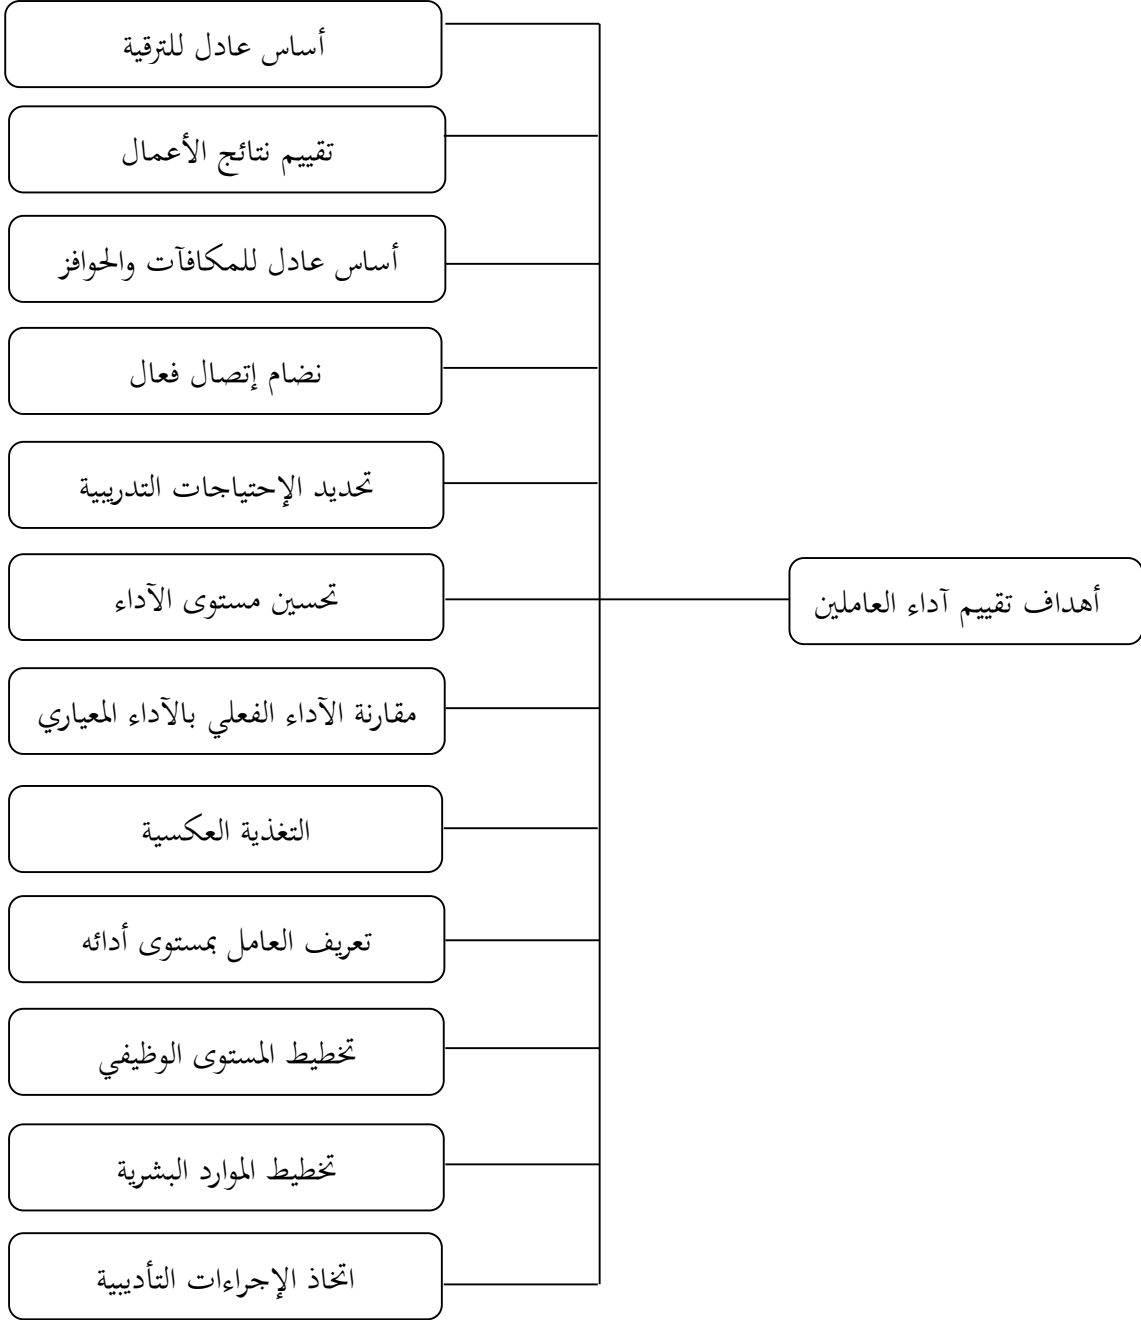 أساس عادل للترقية
تقييم نتائج الأعمال
أساس عادل للمكافآت والحوافز
نضام إتصال فعال
تحديد الإحتياجات التدريبية
تحسين مستوى الآداء
أهداف تقييم آداء العاملين
مقارنة الآداء الفعلي بالآداء المعياري
التغذية العكسية
تعريف العامل بمستوى أدائه
تخطيط المستوى الوظيفي
تخطيط الموارد البشرية
اتخاذ الإجراءات التأديبية